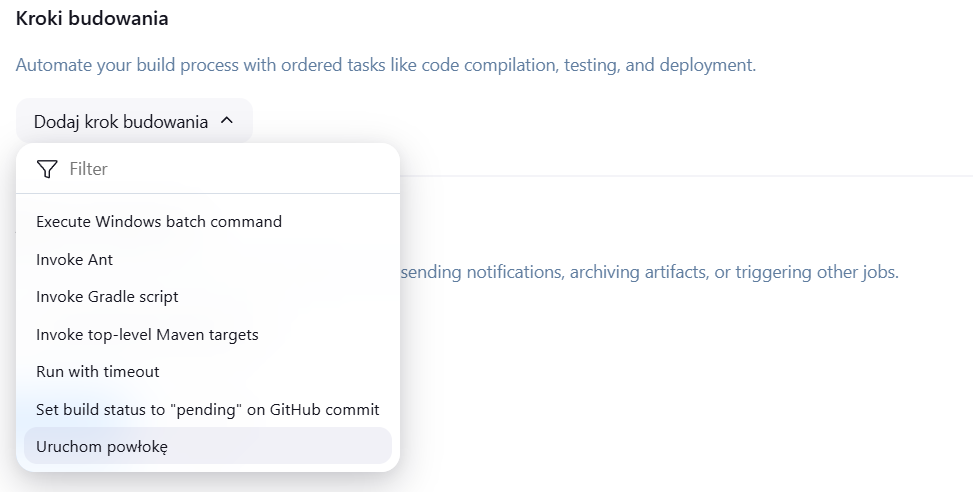 Kroki budowania
Automate your build process with ordered tasks like code compilation, testing, and deployment.
Dodaj krok budowania
Filter
Execute Windows batch command
Invoke Ant
sending notifications, archiving artifacts, or triggering other jobs.
Invoke Gradle script
Invoke top-level Maven targets
Run with timeout
Set build status to "pending" on GitHub commit
Uruchom powłokę